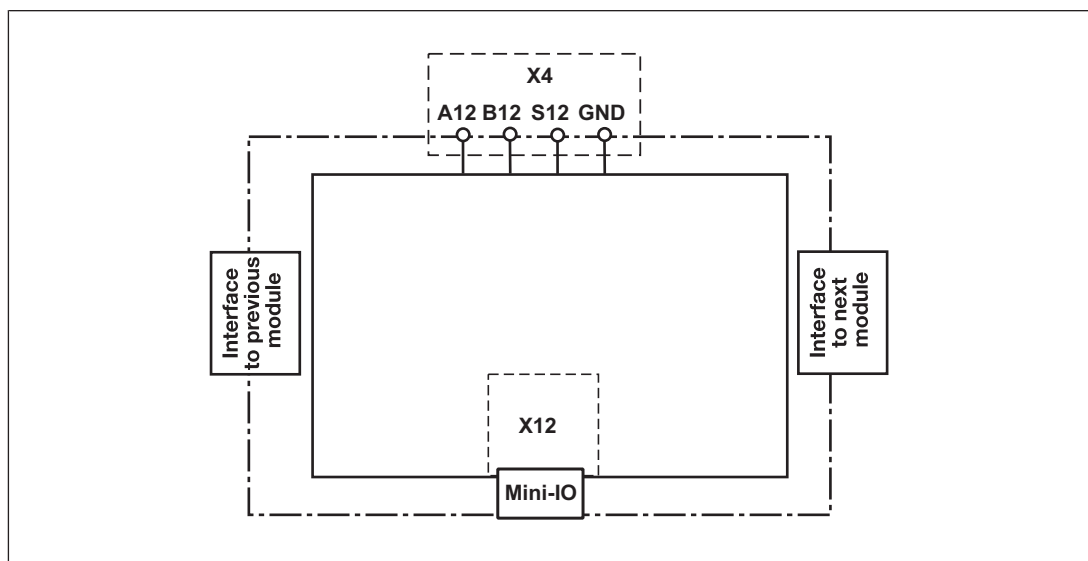 X4
A12 B12 S12 GND
Interface
to previous
module
Interface
to next
module
X12
Mini-IO